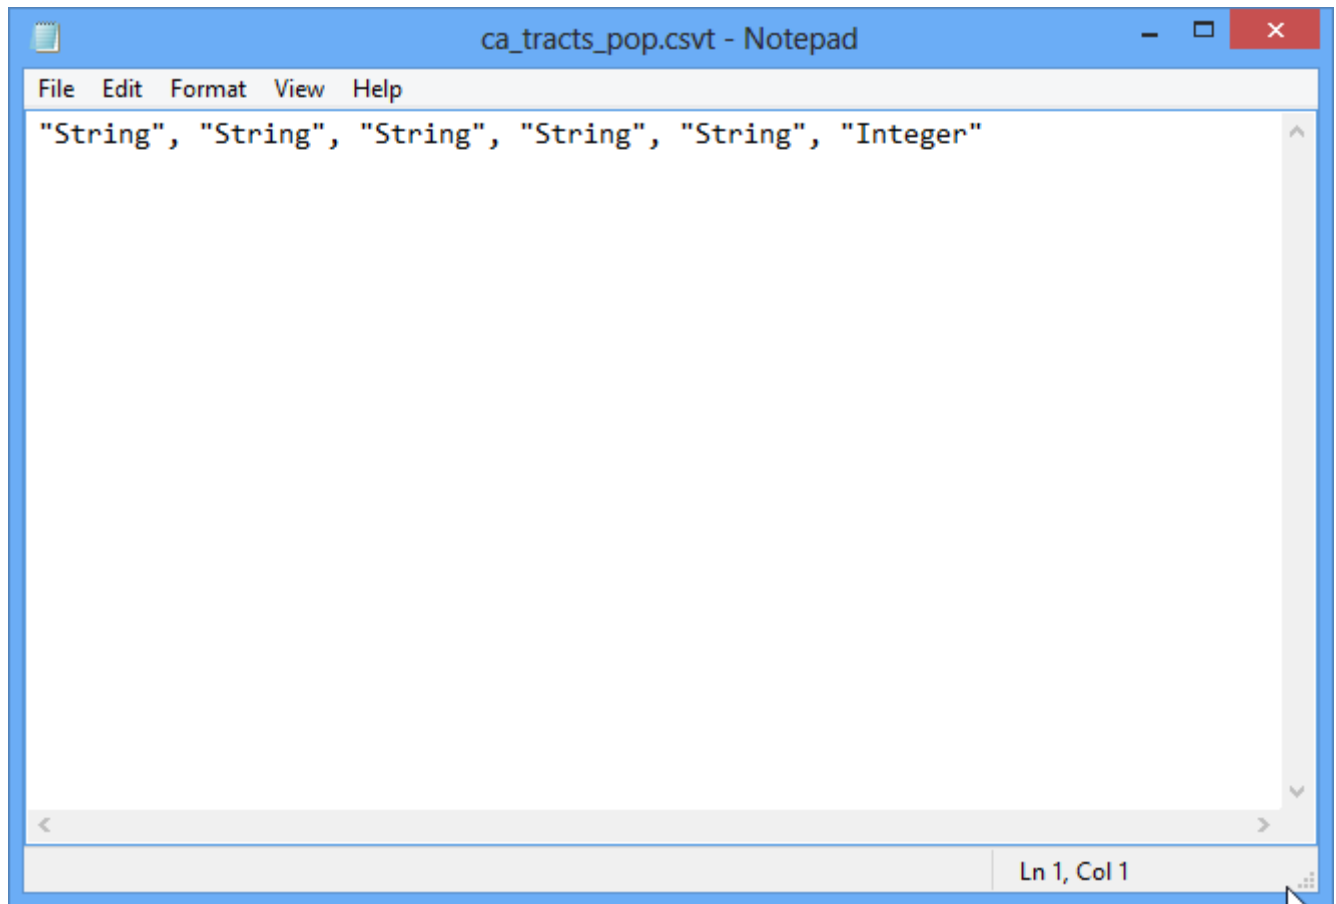 ca_tracts_pop.csvt - Notepad
File Edit Format View Help
"String", "String", "String", "String", "String", "Integer"
Ln 1, Col 1